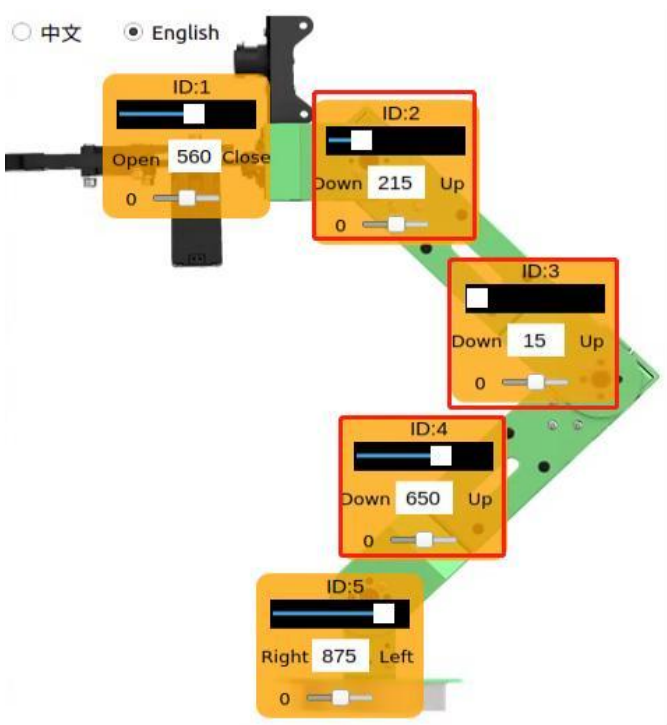 中文 English
ID:1
Open 560 Close
0
ID:2
Down 215 Up
0
ID:3
Down 15 Up
0
ID:4
Down 650 Up
0
ID:5
Right 875 Left
0